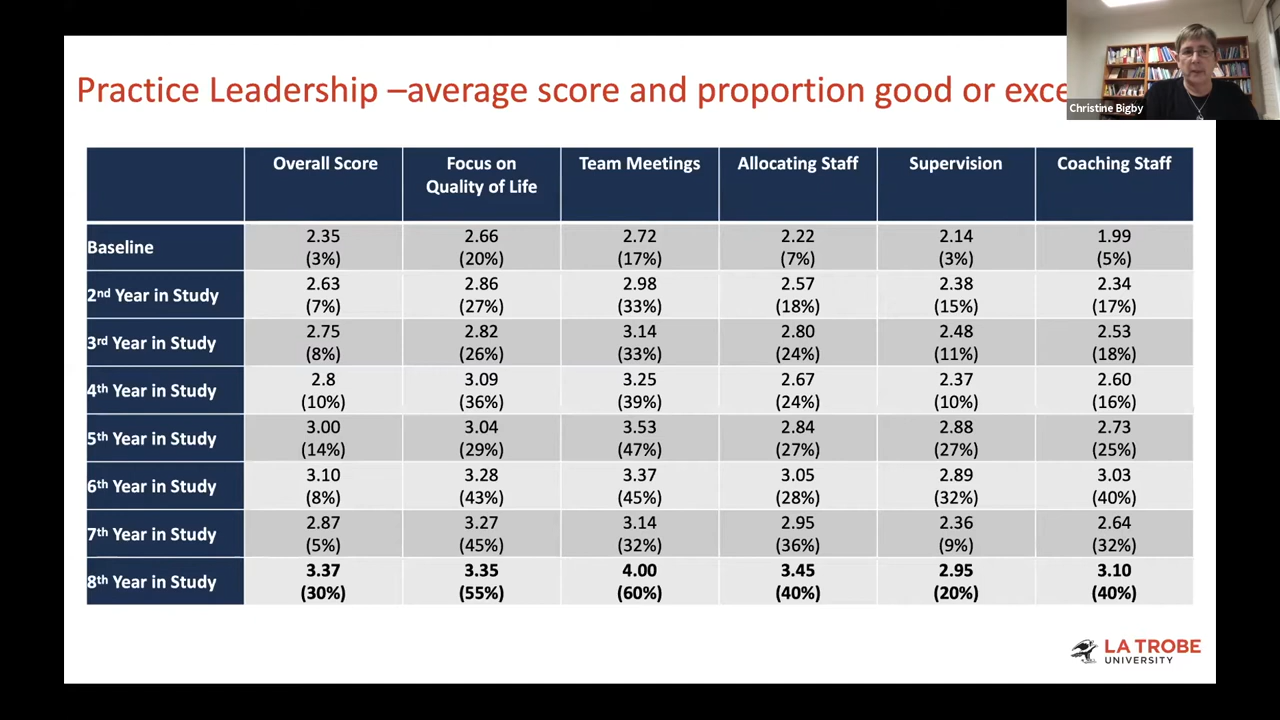 Practice Leadership –average score and proportion good or exce
Christine Bigby
Overall Score Focus on Quality of Life Team Meetings Allocating Staff Supervision Coaching Staff
Baseline 2.35 (3%) 2.66 (20%) 2.72 (17%) 2.22 (7%) 2.14 (3%) 1.99 (5%)
2nd Year in Study 2.63 (7%) 2.86 (27%) 2.98 (33%) 2.57 (18%) 2.38 (15%) 2.34 (17%)
3rd Year in Study 2.75 (8%) 2.82 (26%) 3.14 (33%) 2.80 (24%) 2.48 (11%) 2.53 (18%)
4th Year in Study 2.8 (10%) 3.09 (36%) 3.25 (39%) 2.67 (24%) 2.37 (10%) 2.60 (16%)
5th Year in Study 3.00 (14%) 3.04 (29%) 3.53 (47%) 2.84 (27%) 2.88 (27%) 2.73 (25%)
6th Year in Study 3.10 (8%) 3.28 (43%) 3.37 (45%) 3.05 (28%) 2.89 (32%) 3.03 (40%)
7th Year in Study 2.87 (5%) 3.27 (45%) 3.14 (32%) 2.95 (36%) 2.36 (9%) 2.64 (32%)
8th Year in Study 3.37 (30%) 3.35 (55%) 4.00 (60%) 3.45 (40%) 2.95 (20%) 3.10 (40%)
LA TROBE
UNIVERSITY